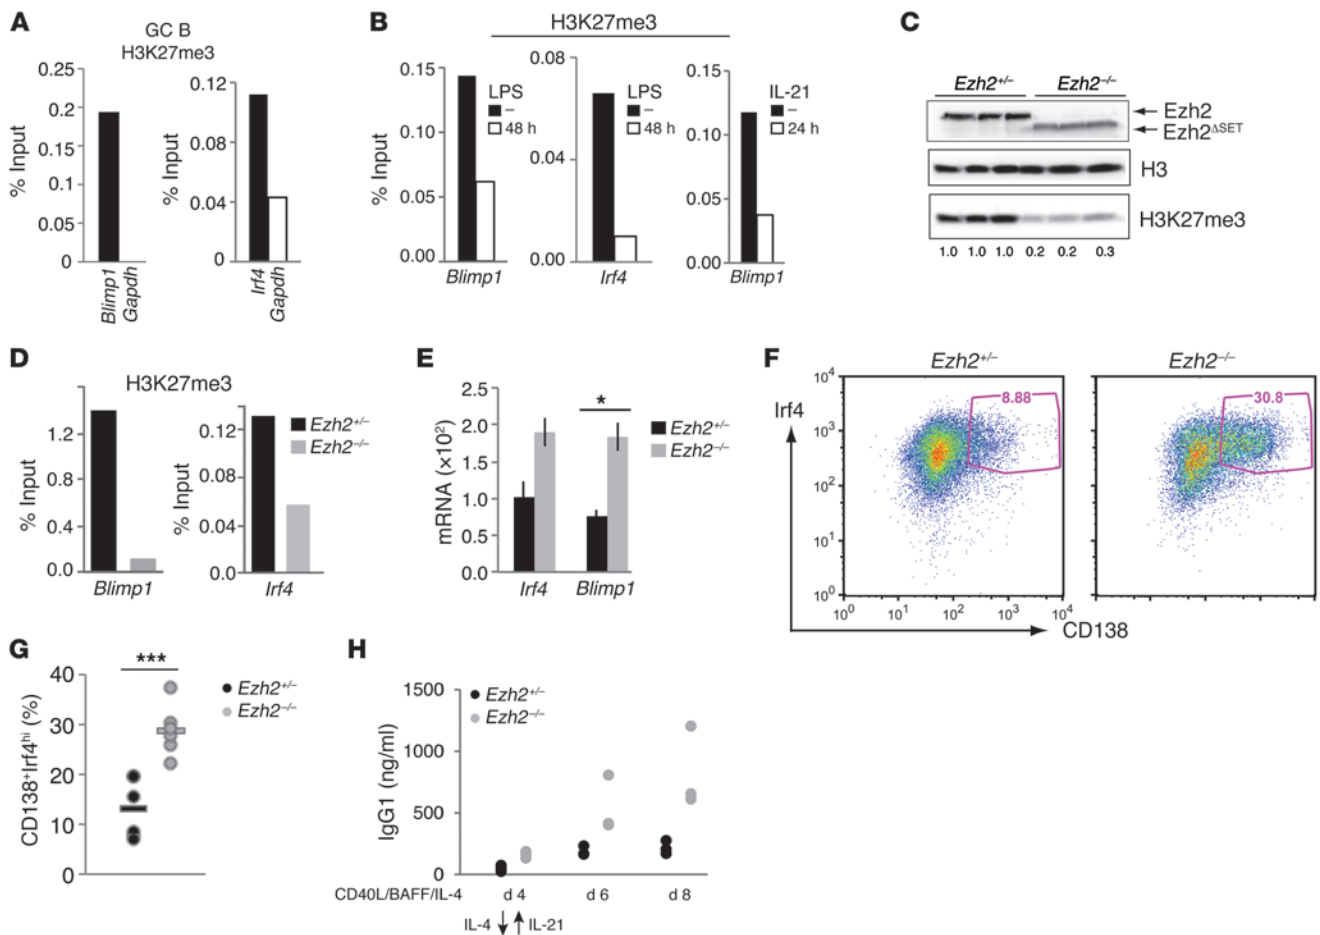 A
GC B
H3K27me3
% Input
0.25
0.2
0.15
0.1
0.05
0
Blimp1
Gapdh
% Input
0.12
0.08
0.04
0
Irf4
Gapdh
B
H3K27me3
% Input
0.15
0.10
0.05
0.00
LPS
–
48 h
Blimp1
0.08
0.04
0.00
LPS
–
48 h
Irf4
0.15
0.10
0.05
0.00
IL-21
–
24 h
Blimp1
C
Ezh2+/– Ezh2–/–
Ezh2
Ezh2ΔSET
H3
H3K27me3
1.0 1.0 1.0 0.2 0.2 0.3
D
H3K27me3
% Input
1.2
0.8
0.4
0.0
Blimp1
% Input
0.12
0.08
0.04
0.0
Irf4
Ezh2+/–
Ezh2–/–
E
mRNA (×102)
2.5
2.0
1.5
1.0
0.5
0.0
*
Irf4 Blimp1
Ezh2+/–
Ezh2–/–
F
Ezh2+/– Ezh2–/–
Irf4
104
103
102
101
100
8.88
30.8
100 101 102 103 104
CD138
G
CD138+Irf4hi (%)
40
30
20
10
0
***
Ezh2+/–
Ezh2–/–
H
IgG1 (ng/ml)
1500
1000
500
0
Ezh2+/–
Ezh2–/–
CD40L/BAFF/IL-4 d 4 d 6 d 8
IL-4 ↓ ↑ IL-21